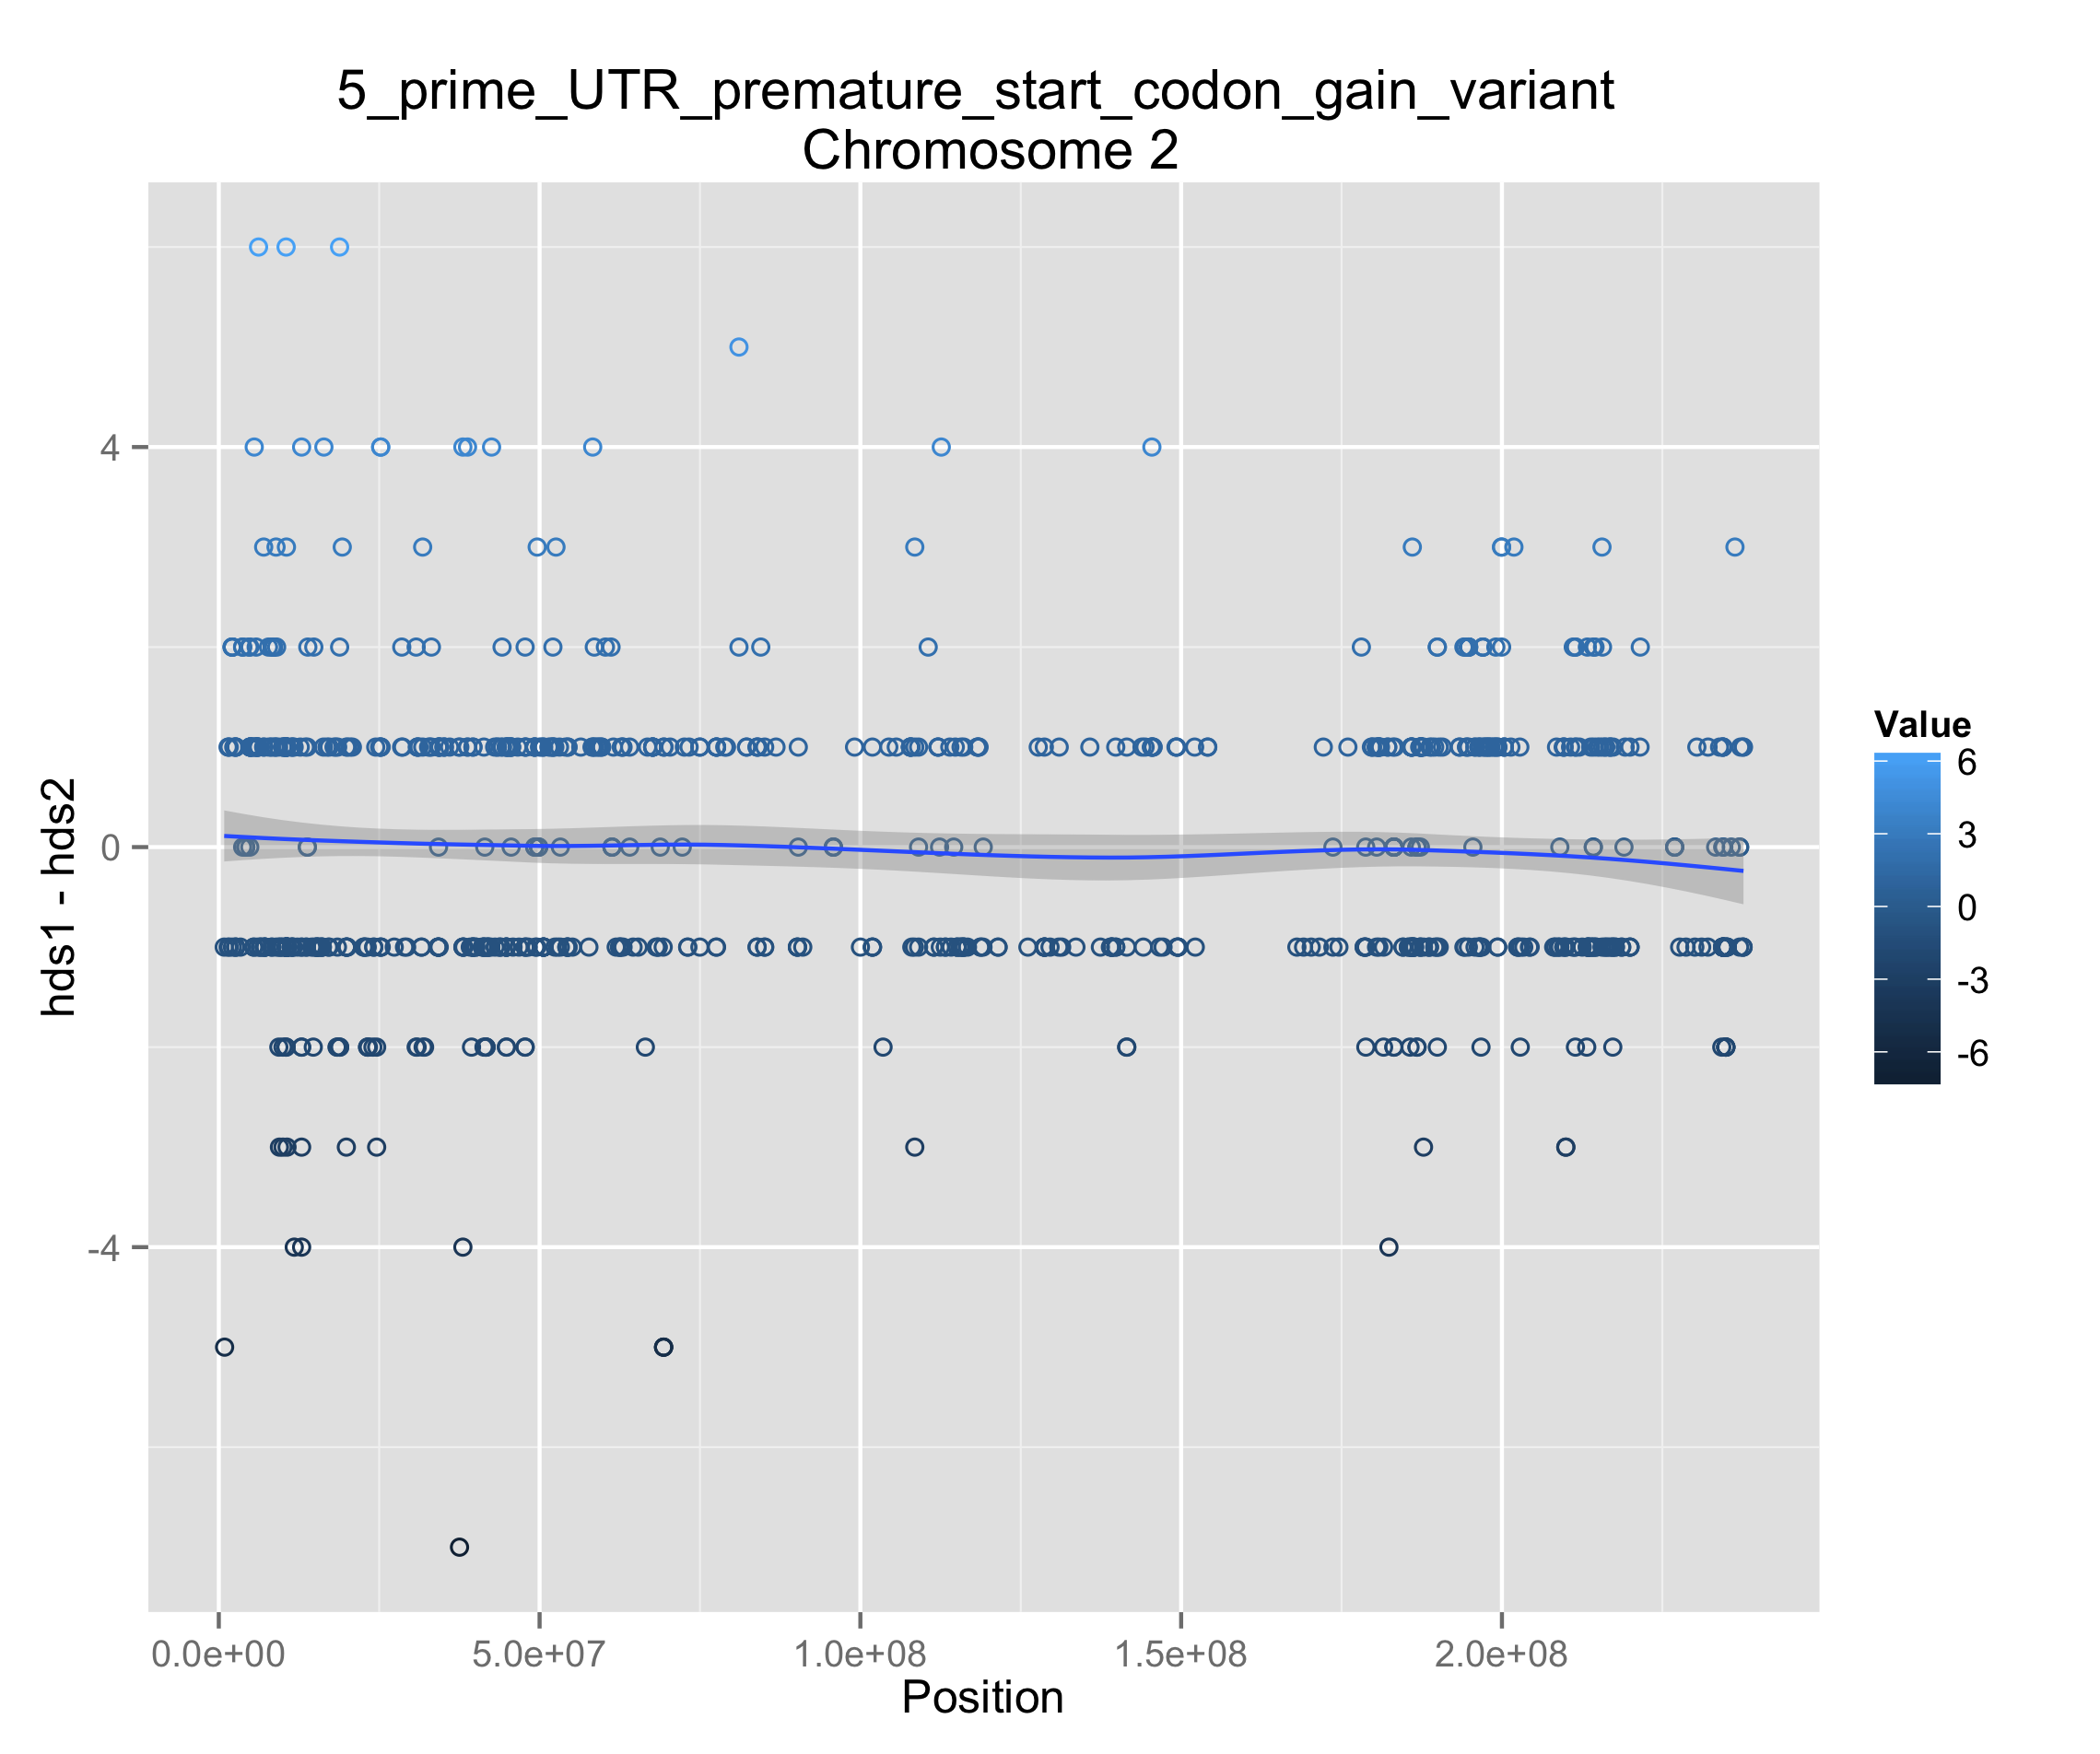 5_prime_UTR_premature_start_codon_gain_variant
Chromosome 2
hds1 - hds2
4
0
-4
0.0e+00
5.0e+07
1.0e+08
1.5e+08
2.0e+08
Position
Value
6
3
0
-3
-6